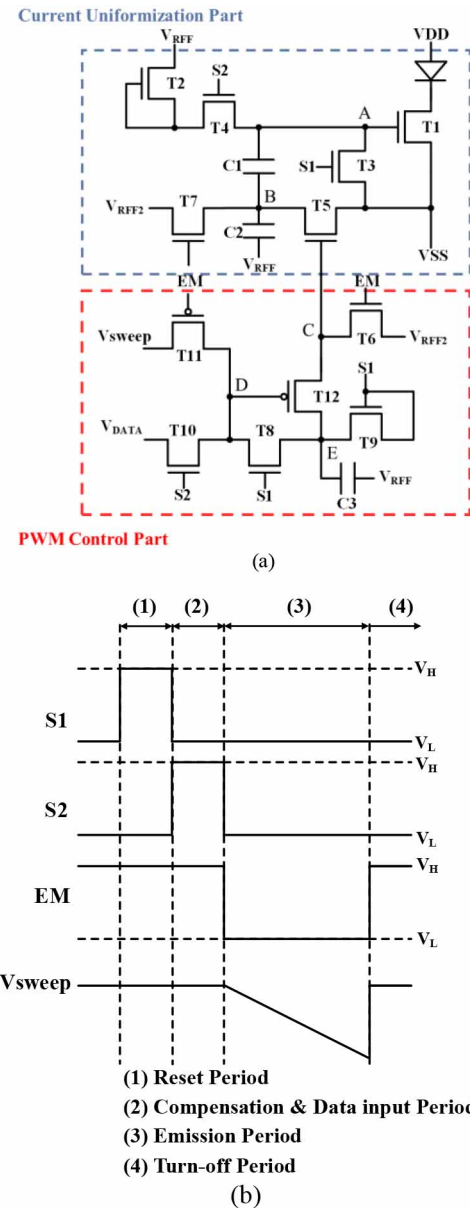 Current Uniformization Part
VRFF
VDD
T2
S2
T4
A
T1
C1
S1
T3
VRFF2
T7
B
T5
C2
VRFF
VSS
EM
EM
Vsweep
T11
C
T6
VRFF2
D
T12
S1
VDATA
T10
T8
E
T9
S2
S1
C3
VRFF
PWM Control Part
(a)
(1) (2) (3) (4)
VH
S1
VL
VH
S2
VL
VH
EM
VL
Vsweep
(1) Reset Period
(2) Compensation & Data input Period
(3) Emission Period
(4) Turn-off Period
(b)